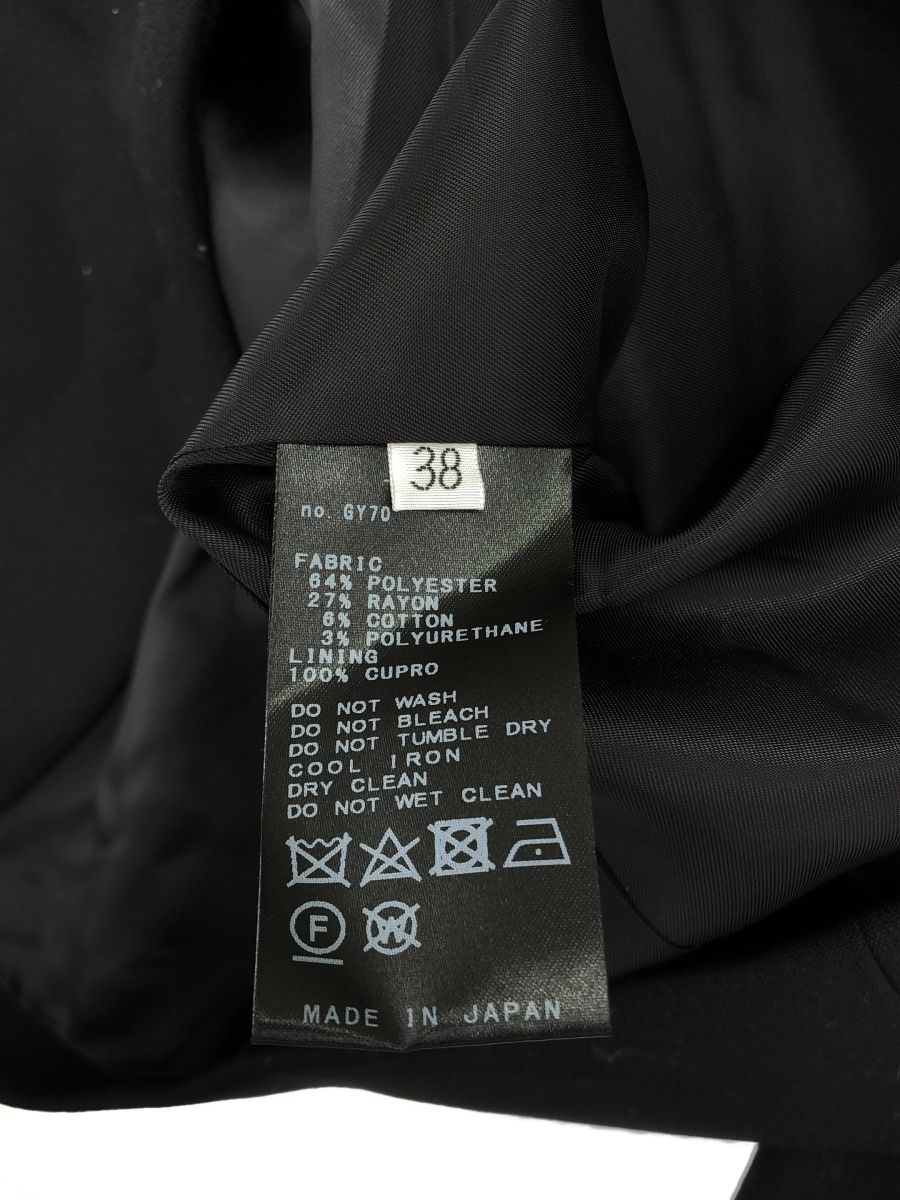 38
no. GY70
FABRIC
64% POLYESTER
27% RAYON
6% COTTON
3% POLYURETHANE
LINING
100% CUPRO
DO NOT WASH
DO NOT BLEACH
DO NOT TUMBLE DRY
COOL IRON
DRY CLEAN
DO NOT WET CLEAN
F W
MADE IN JAPAN